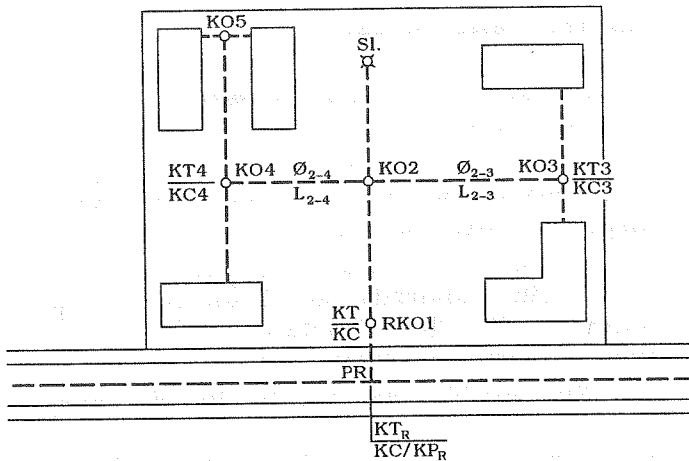 KO5
Sl.
KT4
KC4
KO4
Ø2-4
L2-4
KO2
Ø2-3
L2-3
KO3
KT3
KC3
KT
KC
RKO1
PR
KTR
KC/KPR